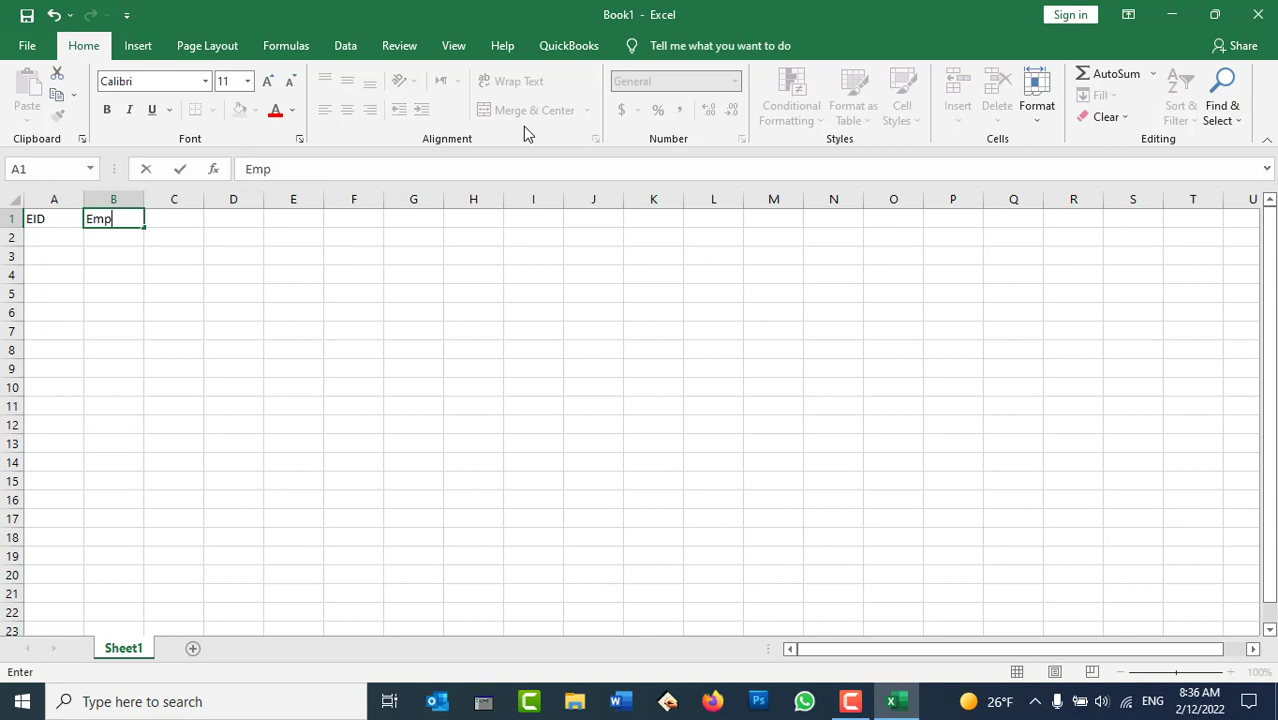 Book1 - Excel
Sign in
File Home Insert Page Layout Formulas Data Review View Help QuickBooks Tell me what you want to do Share
Paste
Calibri 11
B I U A
Wrap Text
Merge & Center
General
$ % ,
Conditional Formatting
Format as Table
Cell Styles
Insert Delete Format
AutoSum
Fill
Clear
Sort & Filter
Find & Select
Clipboard Font Alignment Number Styles Cells Editing
A1 fx Emp
A B C D E F G H I J K L M N O P Q R S T U
1 EID Emp
2
3
4
5
6
7
8
9
10
11
12
13
14
15
16
17
18
19
20
21
22
23
Sheet1
Enter 100%
Type here to search
26°F ENG
8:36 AM
2/12/2022